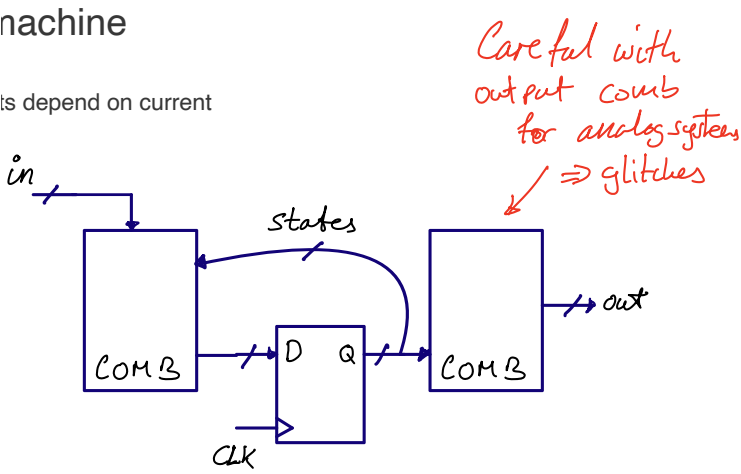 nachine
ts depend on current
Careful with
output comb
for analog systems
⇒ glitches
in
states
out
D Q
COMB
COMB
CLK